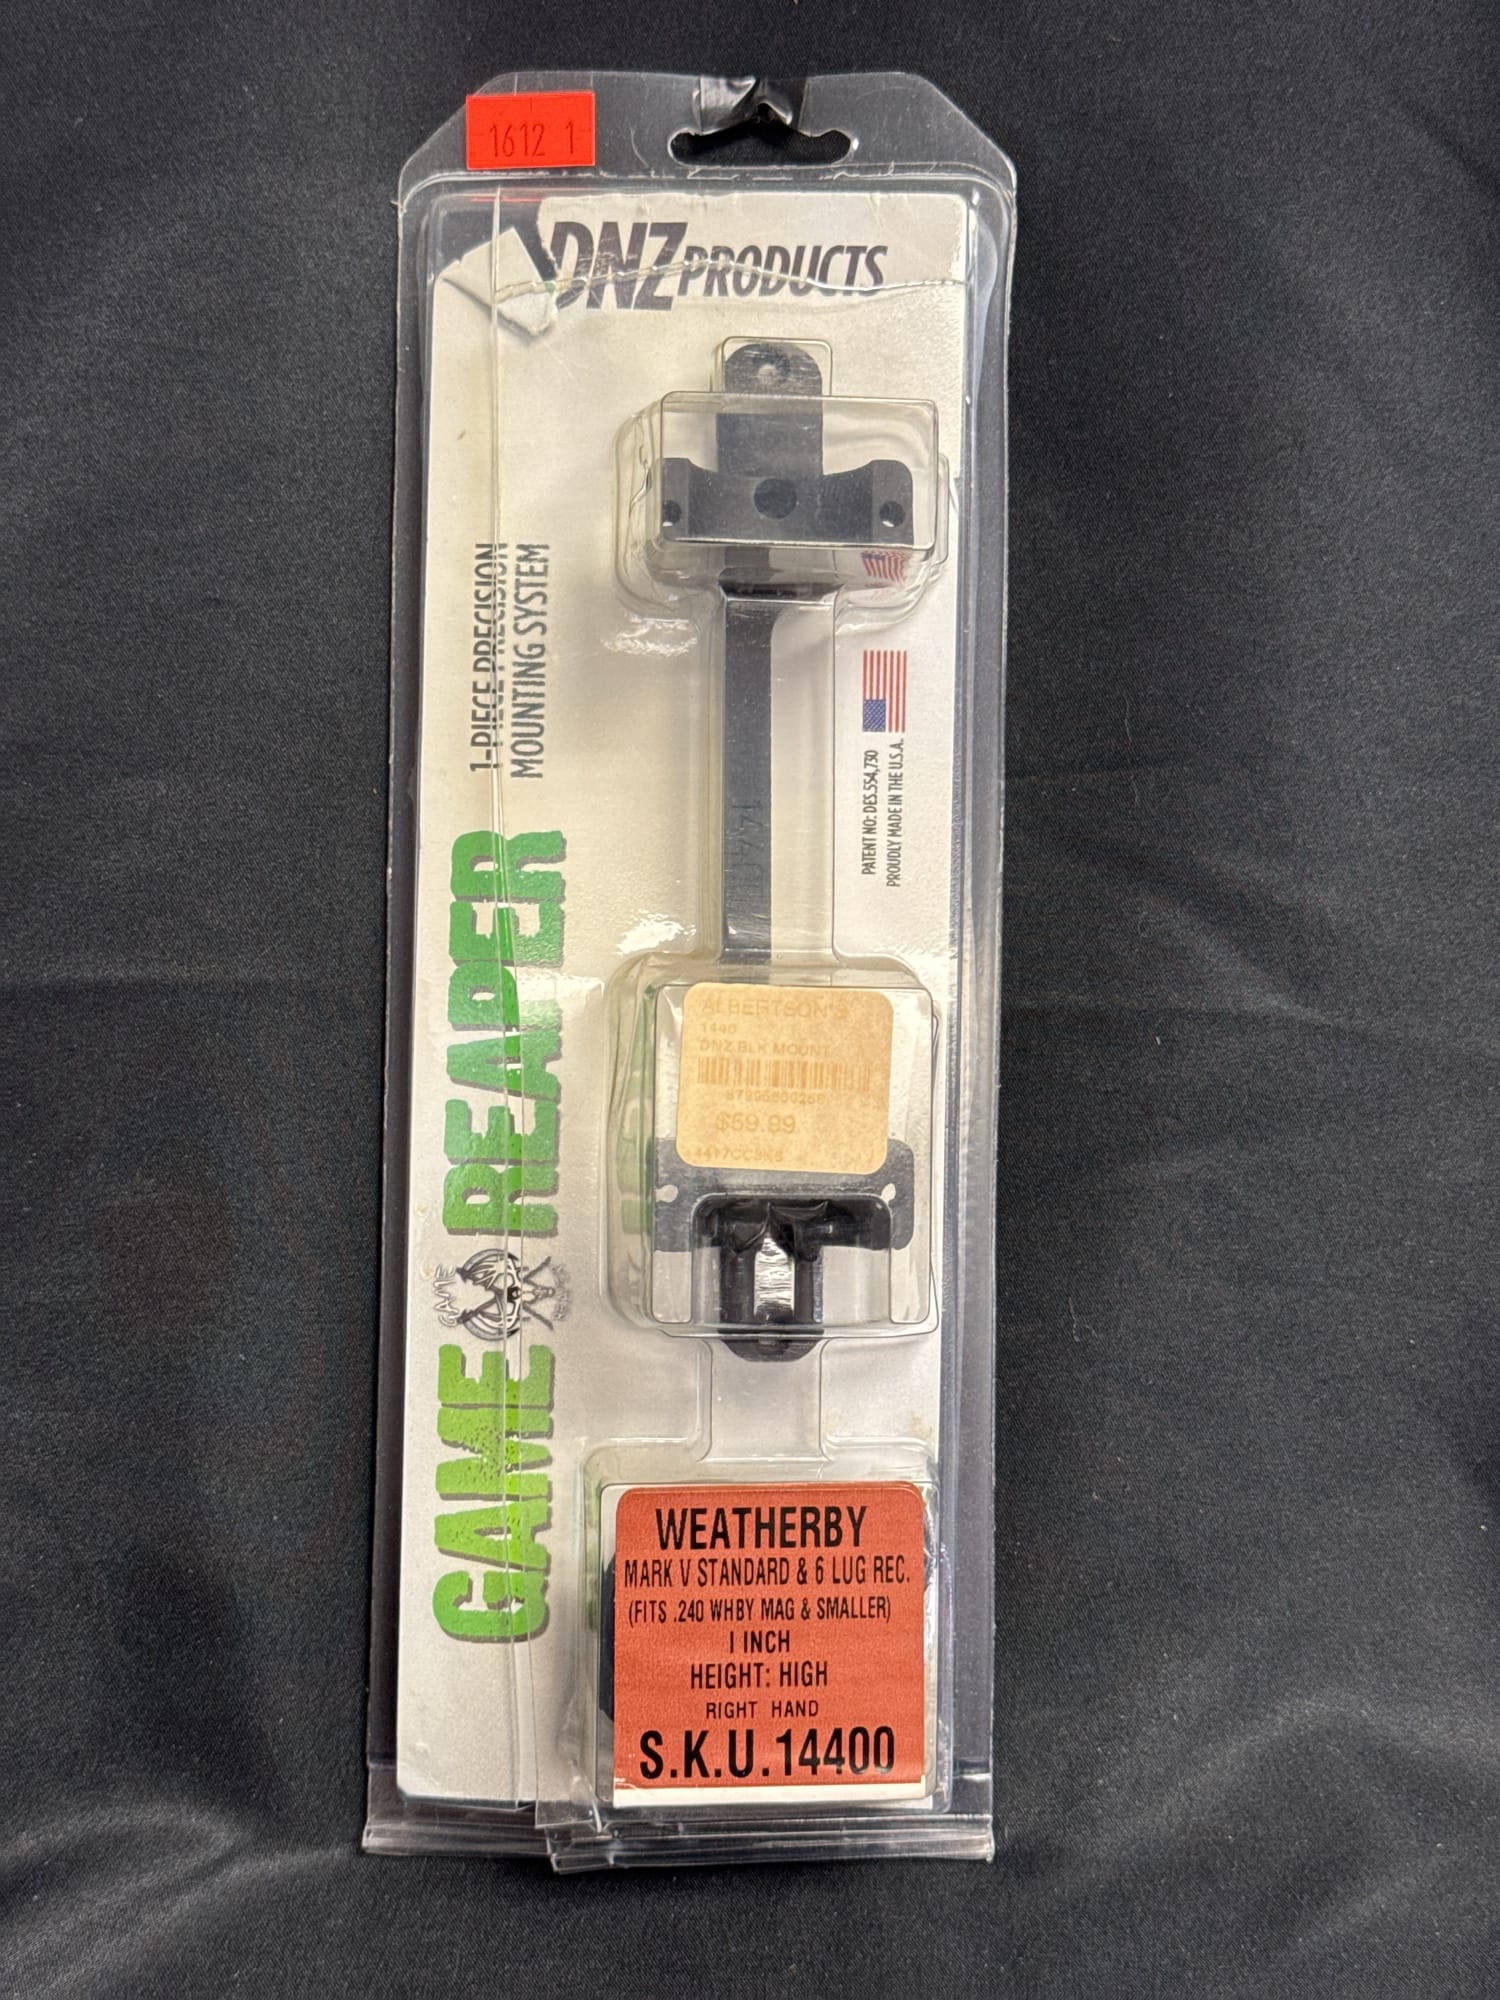 1612 1
DNZ PRODUCTS
1-PIECE PRECISION
MOUNTING SYSTEM
GAME REAPER
GAME
PATENT NO: DES.554,730
PROUDLY MADE IN THE U.S.A.
ALBERTSON'S
1440
DNZ BLK MOUNT
$59.99
WEATHERBY
MARK V STANDARD & 6 LUG REC.
(FITS .240 WHBY MAG & SMALLER)
1 INCH
HEIGHT: HIGH
RIGHT HAND
S.K.U. 14400